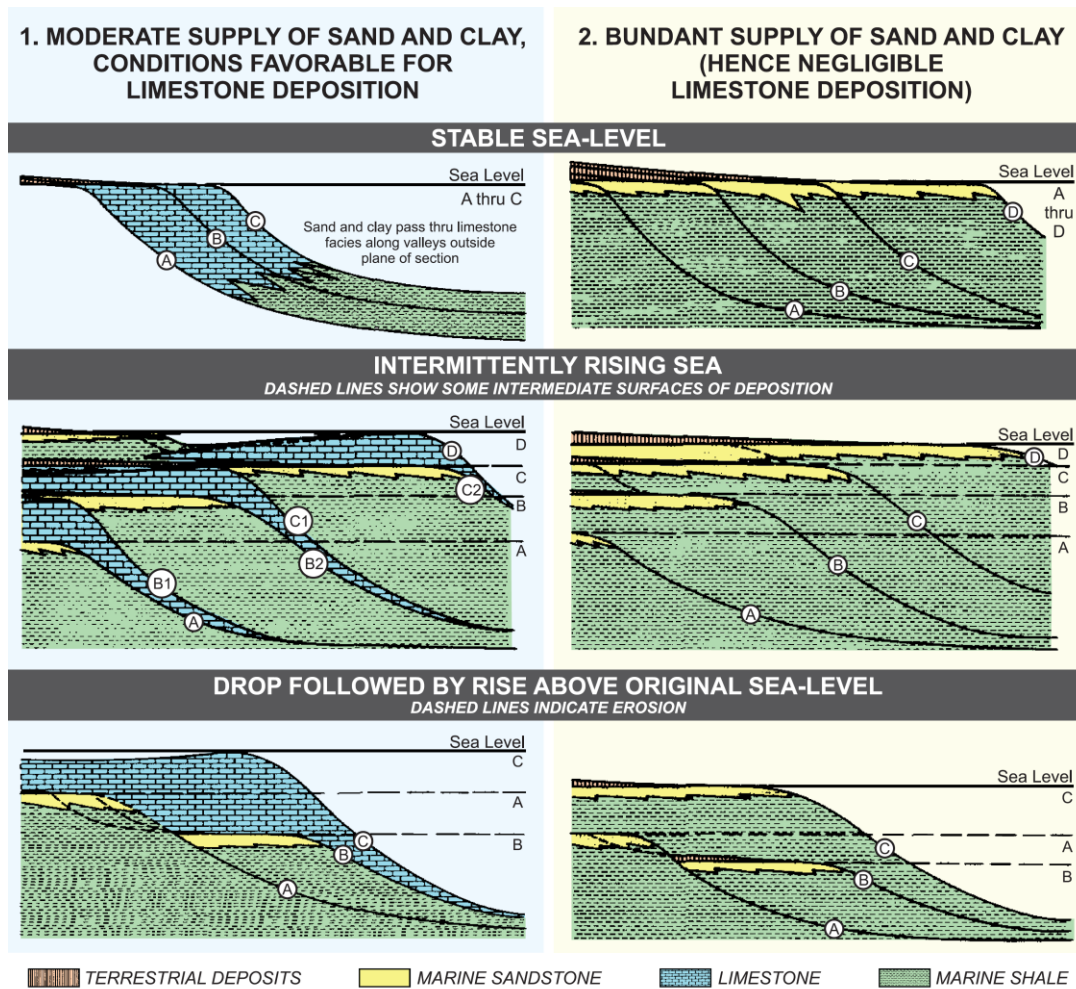 1. MODERATE SUPPLY OF SAND AND CLAY,
CONDITIONS FAVORABLE FOR
LIMESTONE DEPOSITION
2. BUNDANT SUPPLY OF SAND AND CLAY
(HENCE NEGLIGIBLE
LIMESTONE DEPOSITION)
STABLE SEA-LEVEL
Sea Level
A thru C
Sand and clay pass thru limestone
facies along valleys outside
plane of section
A
B
C
Sea Level
A
thru
D
A
B
C
D
INTERMITTENTLY RISING SEA
DASHED LINES SHOW SOME INTERMEDIATE SURFACES OF DEPOSITION
Sea Level
D
C
B
A
D
C2
C1
B2
B1
A
Sea Level
D
C
B
A
D
C
B
A
DROP FOLLOWED BY RISE ABOVE ORIGINAL SEA-LEVEL
DASHED LINES INDICATE EROSION
Sea Level
C
A
B
C
B
A
Sea Level
C
A
B
C
B
A
TERRESTRIAL DEPOSITS
MARINE SANDSTONE
LIMESTONE
MARINE SHALE